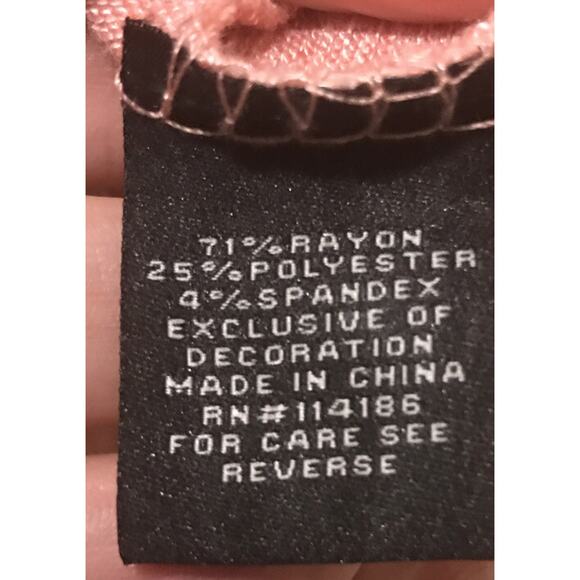 71% RAYON
25% POLYESTER
4% SPANDEX
EXCLUSIVE OF
DECORATION
MADE IN CHINA
RN#114186
FOR CARE SEE
REVERSE